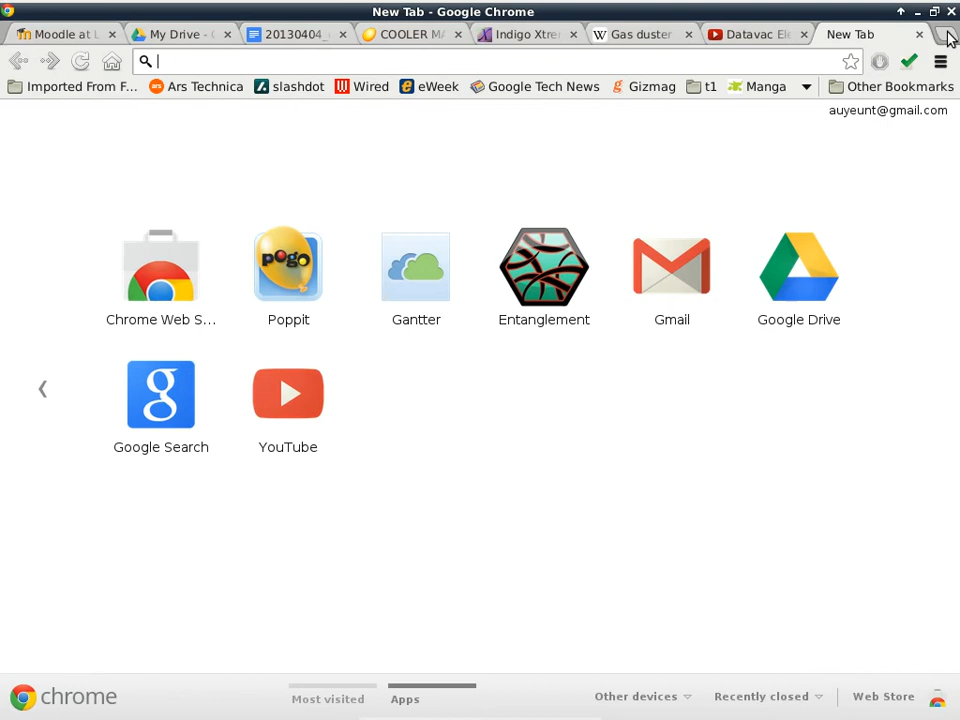 New Tab - Google Chrome
Moodle at L
My Drive - G
20130404_
COOLER MA
Indigo Xtre
Gas duster
Datavac Ele
New Tab
Imported From F...
Ars Technica
slashdot
Wired
eWeek
Google Tech News
Gizmag
t1
Manga
Other Bookmarks
auyeunt@gmail.com
Chrome Web S...
Poppit
Gantter
Entanglement
Gmail
Google Drive
Google Search
YouTube
chrome
Most visited
Apps
Other devices
Recently closed
Web Store